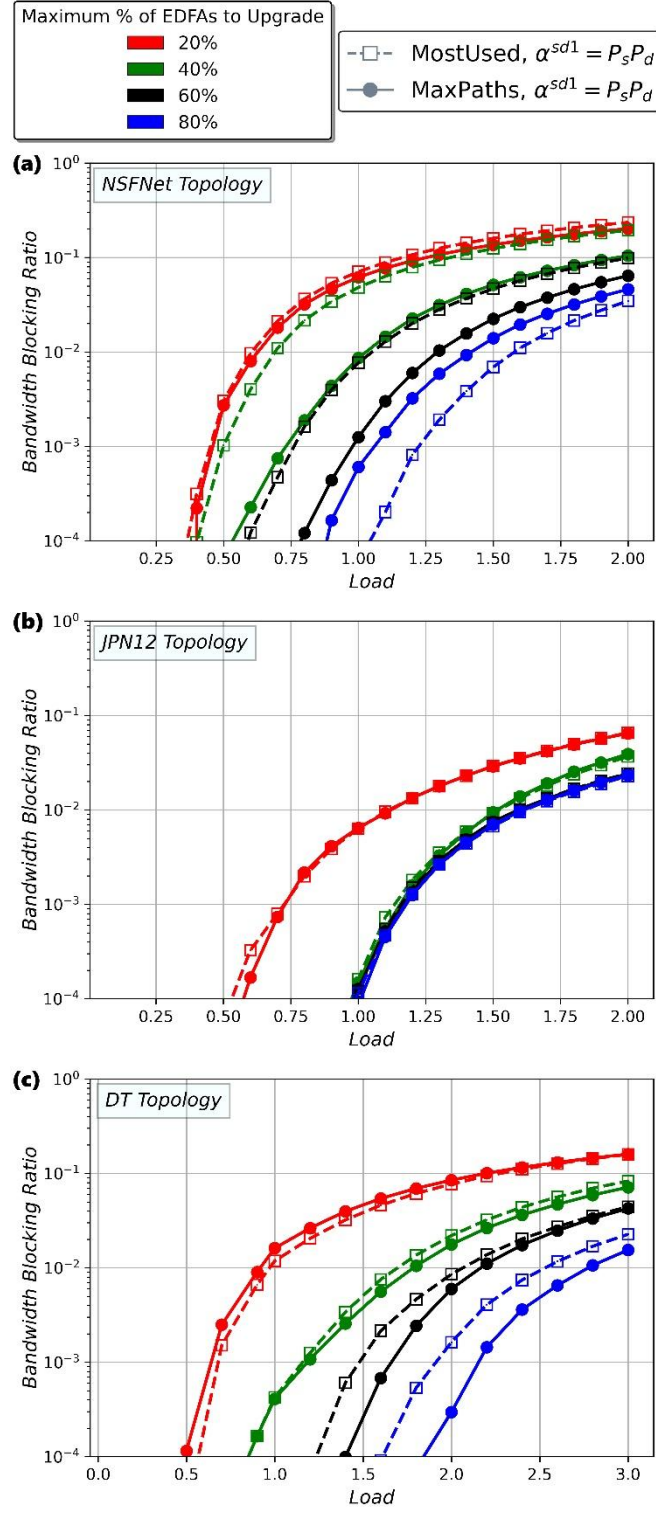 Maximum % of EDFAs to Upgrade
20%
40%
60%
80%
MostUsed, α^{sd1} = P_sP_d
MaxPaths, α^{sd1} = P_sP_d
(a)
NSFNet Topology
Bandwidth Blocking Ratio
10^0
10^{-1}
10^{-2}
10^{-3}
10^{-4}
0.25 0.50 0.75 1.00 1.25 1.50 1.75 2.00
Load
(b)
JPN12 Topology
Bandwidth Blocking Ratio
10^0
10^{-1}
10^{-2}
10^{-3}
10^{-4}
0.25 0.50 0.75 1.00 1.25 1.50 1.75 2.00
Load
(c)
DT Topology
Bandwidth Blocking Ratio
10^0
10^{-1}
10^{-2}
10^{-3}
10^{-4}
0.0 0.5 1.0 1.5 2.0 2.5 3.0
Load